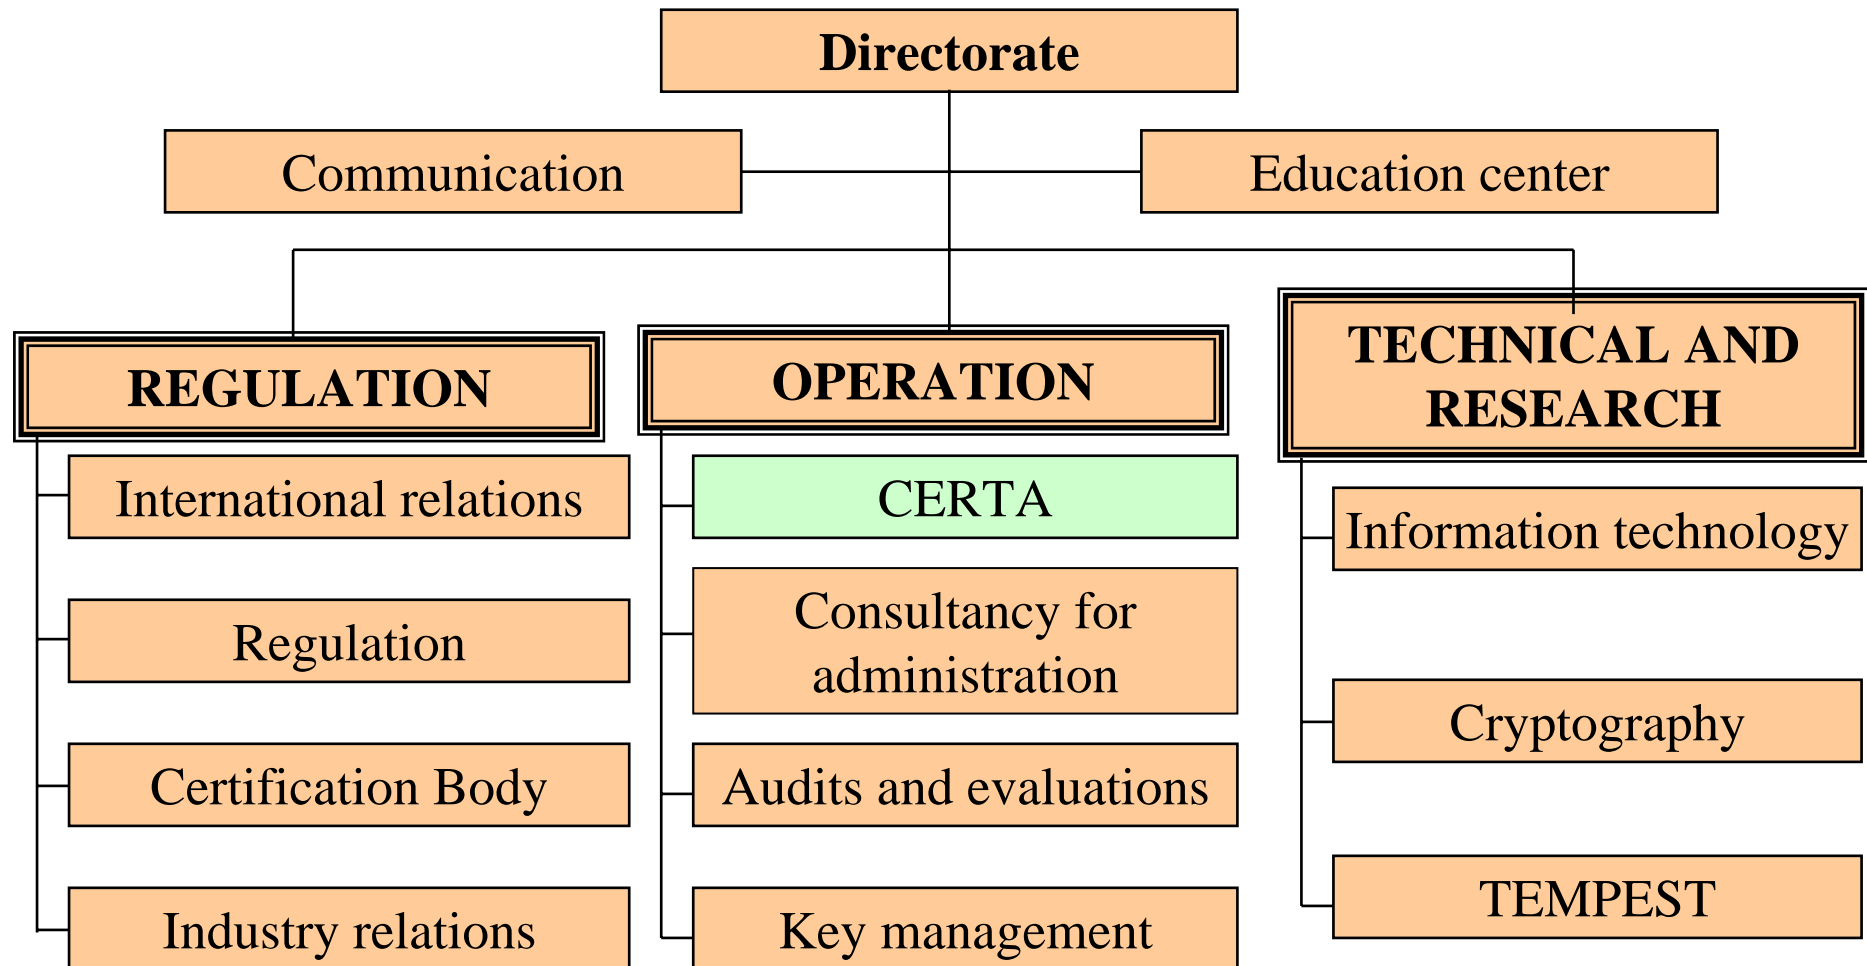 Directorate
Communication
Education center
REGULATION
OPERATION
TECHNICAL AND
RESEARCH
International relations
Regulation
Certification Body
Industry relations
CERTA
Consultancy for
administration
Audits and evaluations
Key management
Information technology
Cryptography
TEMPEST